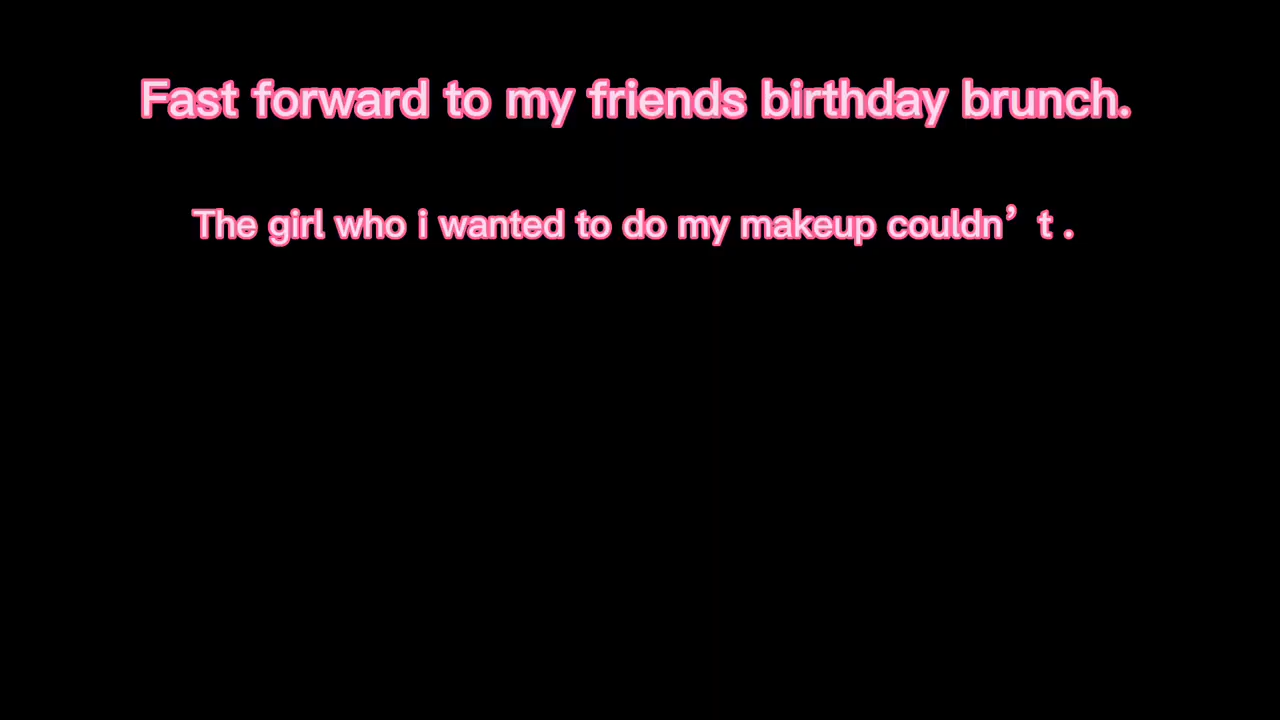 Fast forward to my friends birthday brunch.
The girl who i wanted to do my makeup couldn’t .